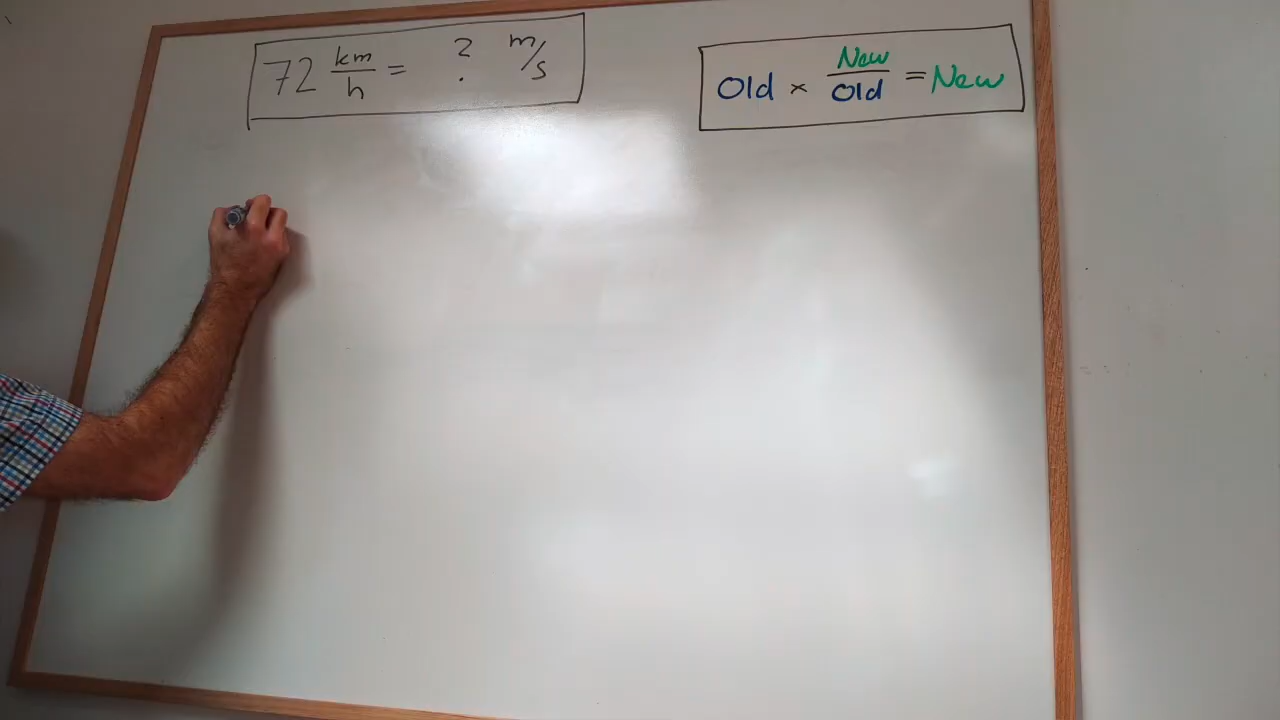 72 km/h = ? m/s
Old × New/Old = New